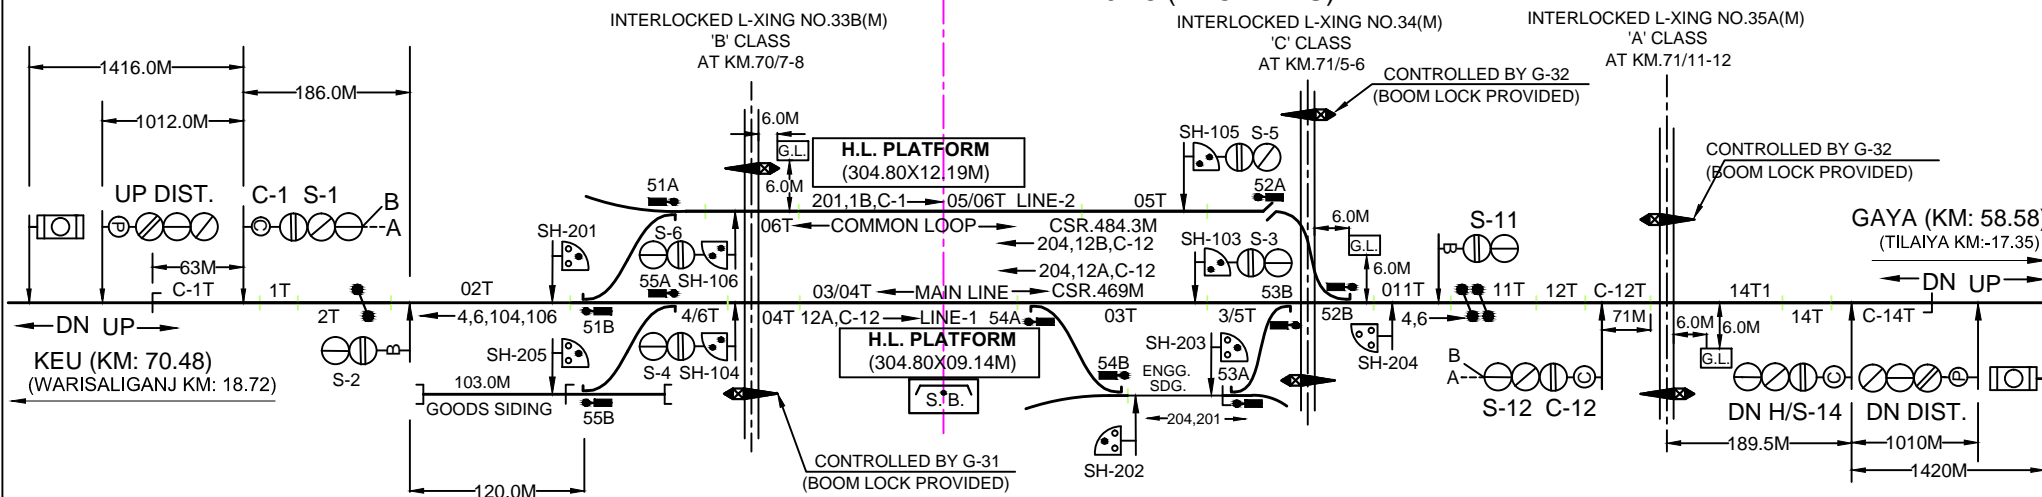 INTERLOCKED L-XING NO.33B(M)
'B' CLASS
AT KM.70/7-8
INTERLOCKED L-XING NO.34(M)
'C' CLASS
AT KM.71/5-6
INTERLOCKED L-XING NO.35A(M)
'A' CLASS
AT KM.71/11-12
1416.0M
186.0M
1012.0M
CONTROLLED BY G-32
(BOOM LOCK PROVIDED)
6.0M
G.L.
6.0M
H.L. PLATFORM
(304.80X12.19M)
SH-105 S-5
CONTROLLED BY G-32
(BOOM LOCK PROVIDED)
UP DIST.
C-1 S-1
B
A
P
C
51A
52A
201,1B,C-1
05/06T LINE-2
05T
06T
COMMON LOOP
CSR.484.3M
204,12B,C-12
204,12A,C-12
SH-201
S-6
SH-106
SH-103 S-3
6.0M
G.L.
6.0M
S-11
B
GAYA (KM: 58.58)
(TILAIYA KM:-17.35)
DN UP
63M
C-1T
1T
2T
02T
55A
51B
03/04T
MAIN LINE
CSR.469M
53B
52B
011T
11T
12T
C-12T
71M
14T1
14T
C-14T
DN UP
4,6,104,106
4/6T
04T
12A,C-12
LINE-1
54A
03T
3/5T
4,6
6.0M
6.0M
G.L.
KEU (KM: 70.48)
(WARISALIGANJ KM: 18.72)
B
S-2
SH-205
S-4 SH-104
H.L. PLATFORM
(304.80X09.14M)
S.B.
54B
SH-203
ENGG.
SDG.
53A
204,201
SH-202
SH-204
B
A
C
S-12 C-12
C
P
DN H/S-14
DN DIST.
103.0M
GOODS SIDING
55B
189.5M
1010M
1420M
120.0M
CONTROLLED BY G-31
(BOOM LOCK PROVIDED)